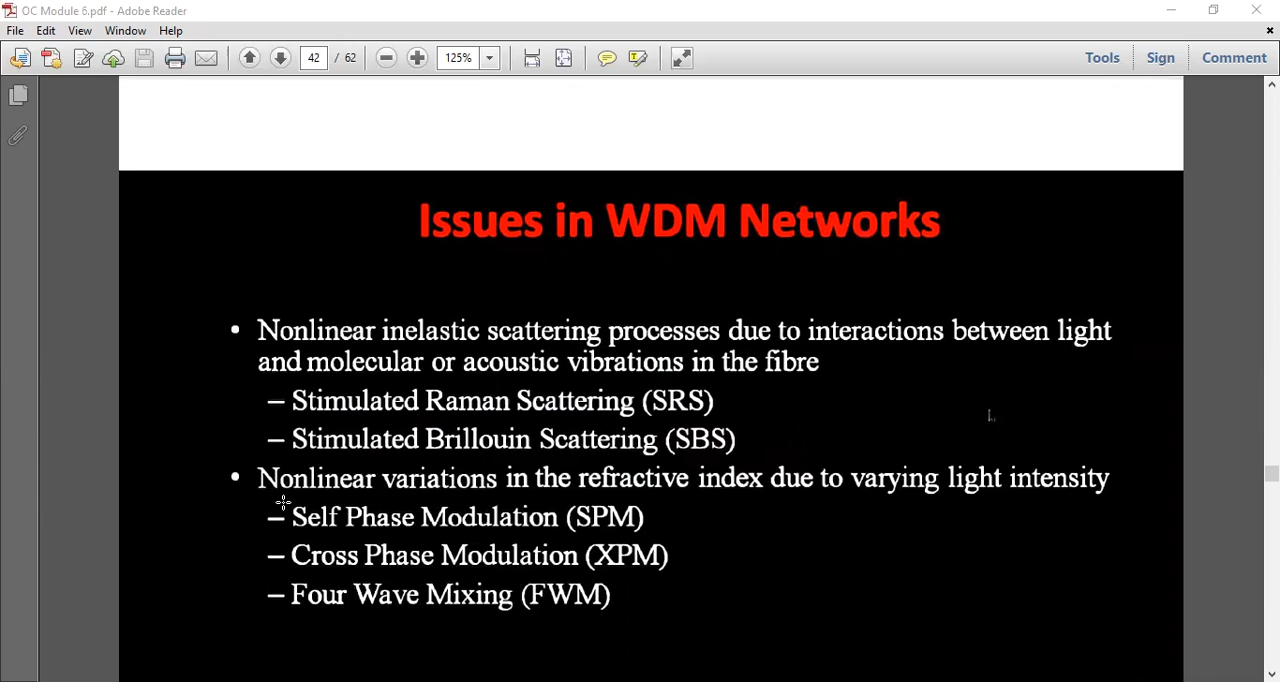 OC Module 6.pdf - Adobe Reader
File Edit View Window Help
42 / 62 125% Tools Sign Comment
Issues in WDM Networks
• Nonlinear inelastic scattering processes due to interactions between light
and molecular or acoustic vibrations in the fibre
– Stimulated Raman Scattering (SRS)
– Stimulated Brillouin Scattering (SBS)
• Nonlinear variations in the refractive index due to varying light intensity
– Self Phase Modulation (SPM)
– Cross Phase Modulation (XPM)
– Four Wave Mixing (FWM)